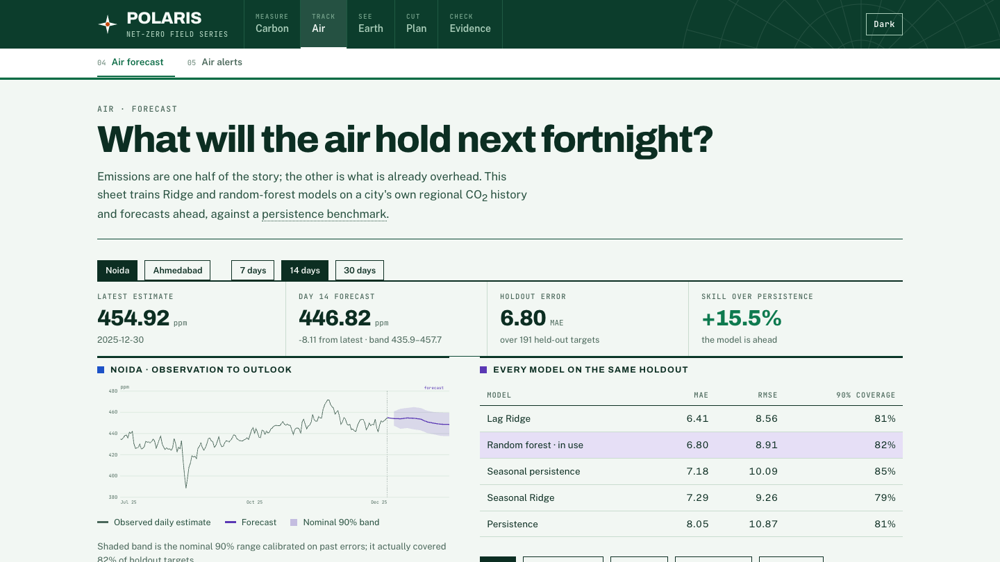 POLARIS
NET-ZERO FIELD SERIES
MEASURE
Carbon
TRACK
Air
SEE
Earth
CUT
Plan
CHECK
Evidence
Dark
04 Air forecast
05 Air alerts
AIR · FORECAST
What will the air hold next fortnight?
Emissions are one half of the story; the other is what is already overhead. This
sheet trains Ridge and random-forest models on a city's own regional CO2 history
and forecasts ahead, against a persistence benchmark.
Noida Ahmedabad 7 days 14 days 30 days
LATEST ESTIMATE
454.92 ppm
2025-12-30
DAY 14 FORECAST
446.82 ppm
-8.11 from latest · band 435.9–457.7
HOLDOUT ERROR
6.80 MAE
over 191 held-out targets
SKILL OVER PERSISTENCE
+15.5%
the model is ahead
NOIDA · OBSERVATION TO OUTLOOK
ppm
forecast
480
460
440
420
400
380
Jul 25 Oct 25 Dec 25
Observed daily estimate Forecast Nominal 90% band
Shaded band is the nominal 90% range calibrated on past errors; it actually covered
82% of holdout targets
EVERY MODEL ON THE SAME HOLDOUT
MODEL MAE RMSE 90% COVERAGE
Lag Ridge 6.41 8.56 81%
Random forest · in use 6.80 8.91 82%
Seasonal persistence 7.18 10.09 85%
Seasonal Ridge 7.29 9.26 79%
Persistence 8.05 10.87 81%